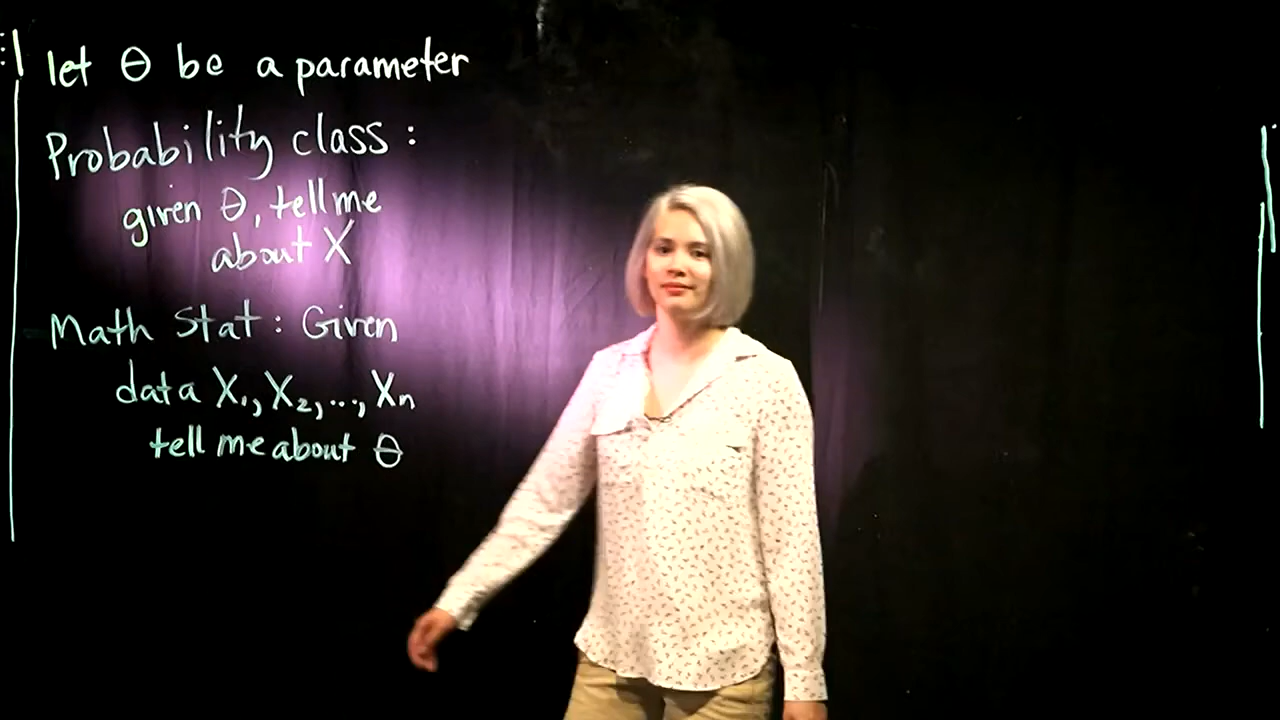 let θ be a parameter
Probability class :
given θ, tell me
about X
Math Stat : Given
data X₁, X₂, ..., Xₙ
tell me about θ